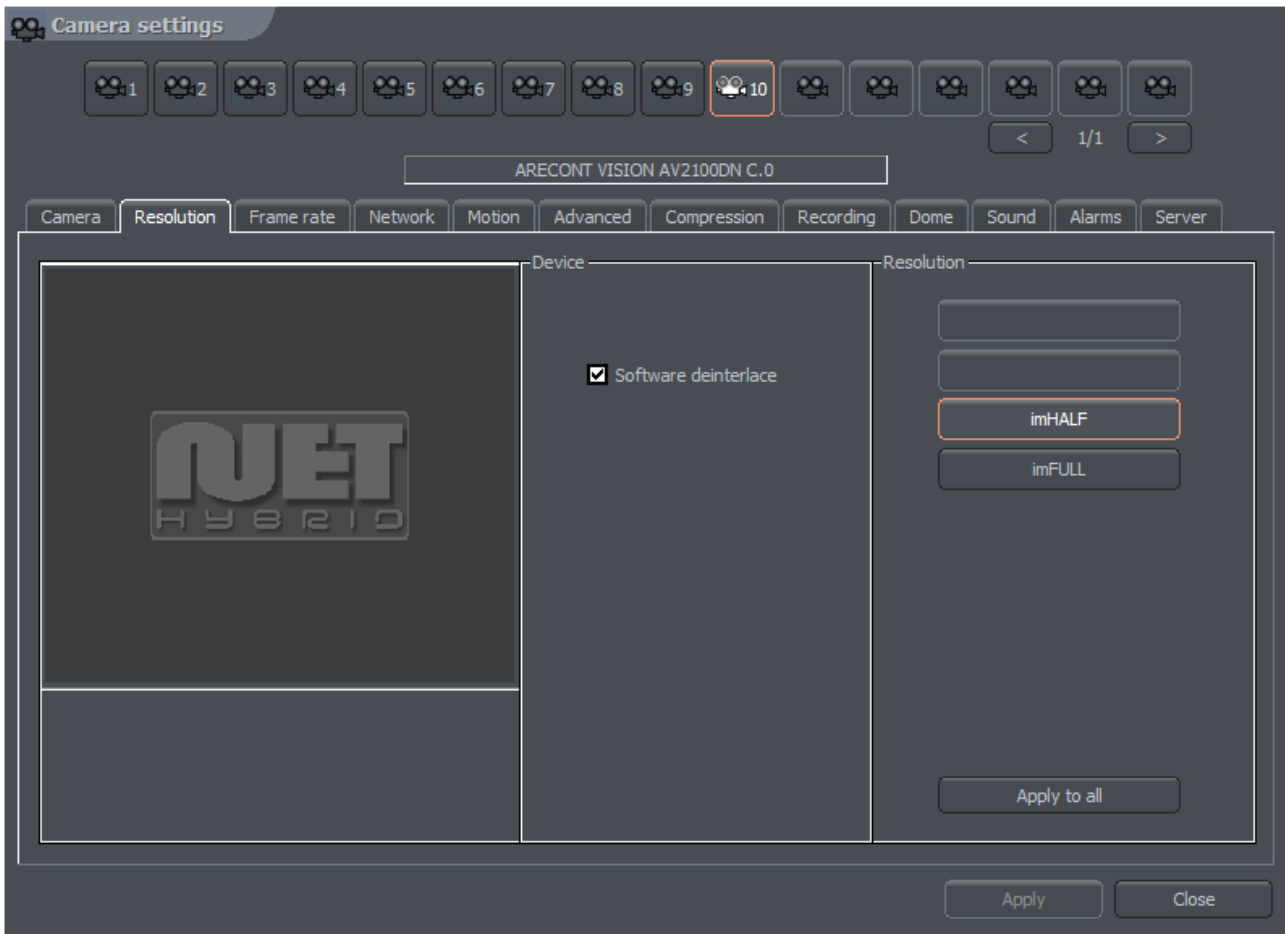 Camera settings
1 2 3 4 5 6 7 8 9 10
< 1/1 >
ARECONT VISION AV2100DN C.0
Camera Resolution Frame rate Network Motion Advanced Compression Recording Dome Sound Alarms Server
Device
Resolution
Software deinterlace
imHALF
imFULL
NET
HYBRID
Apply to all
Apply Close